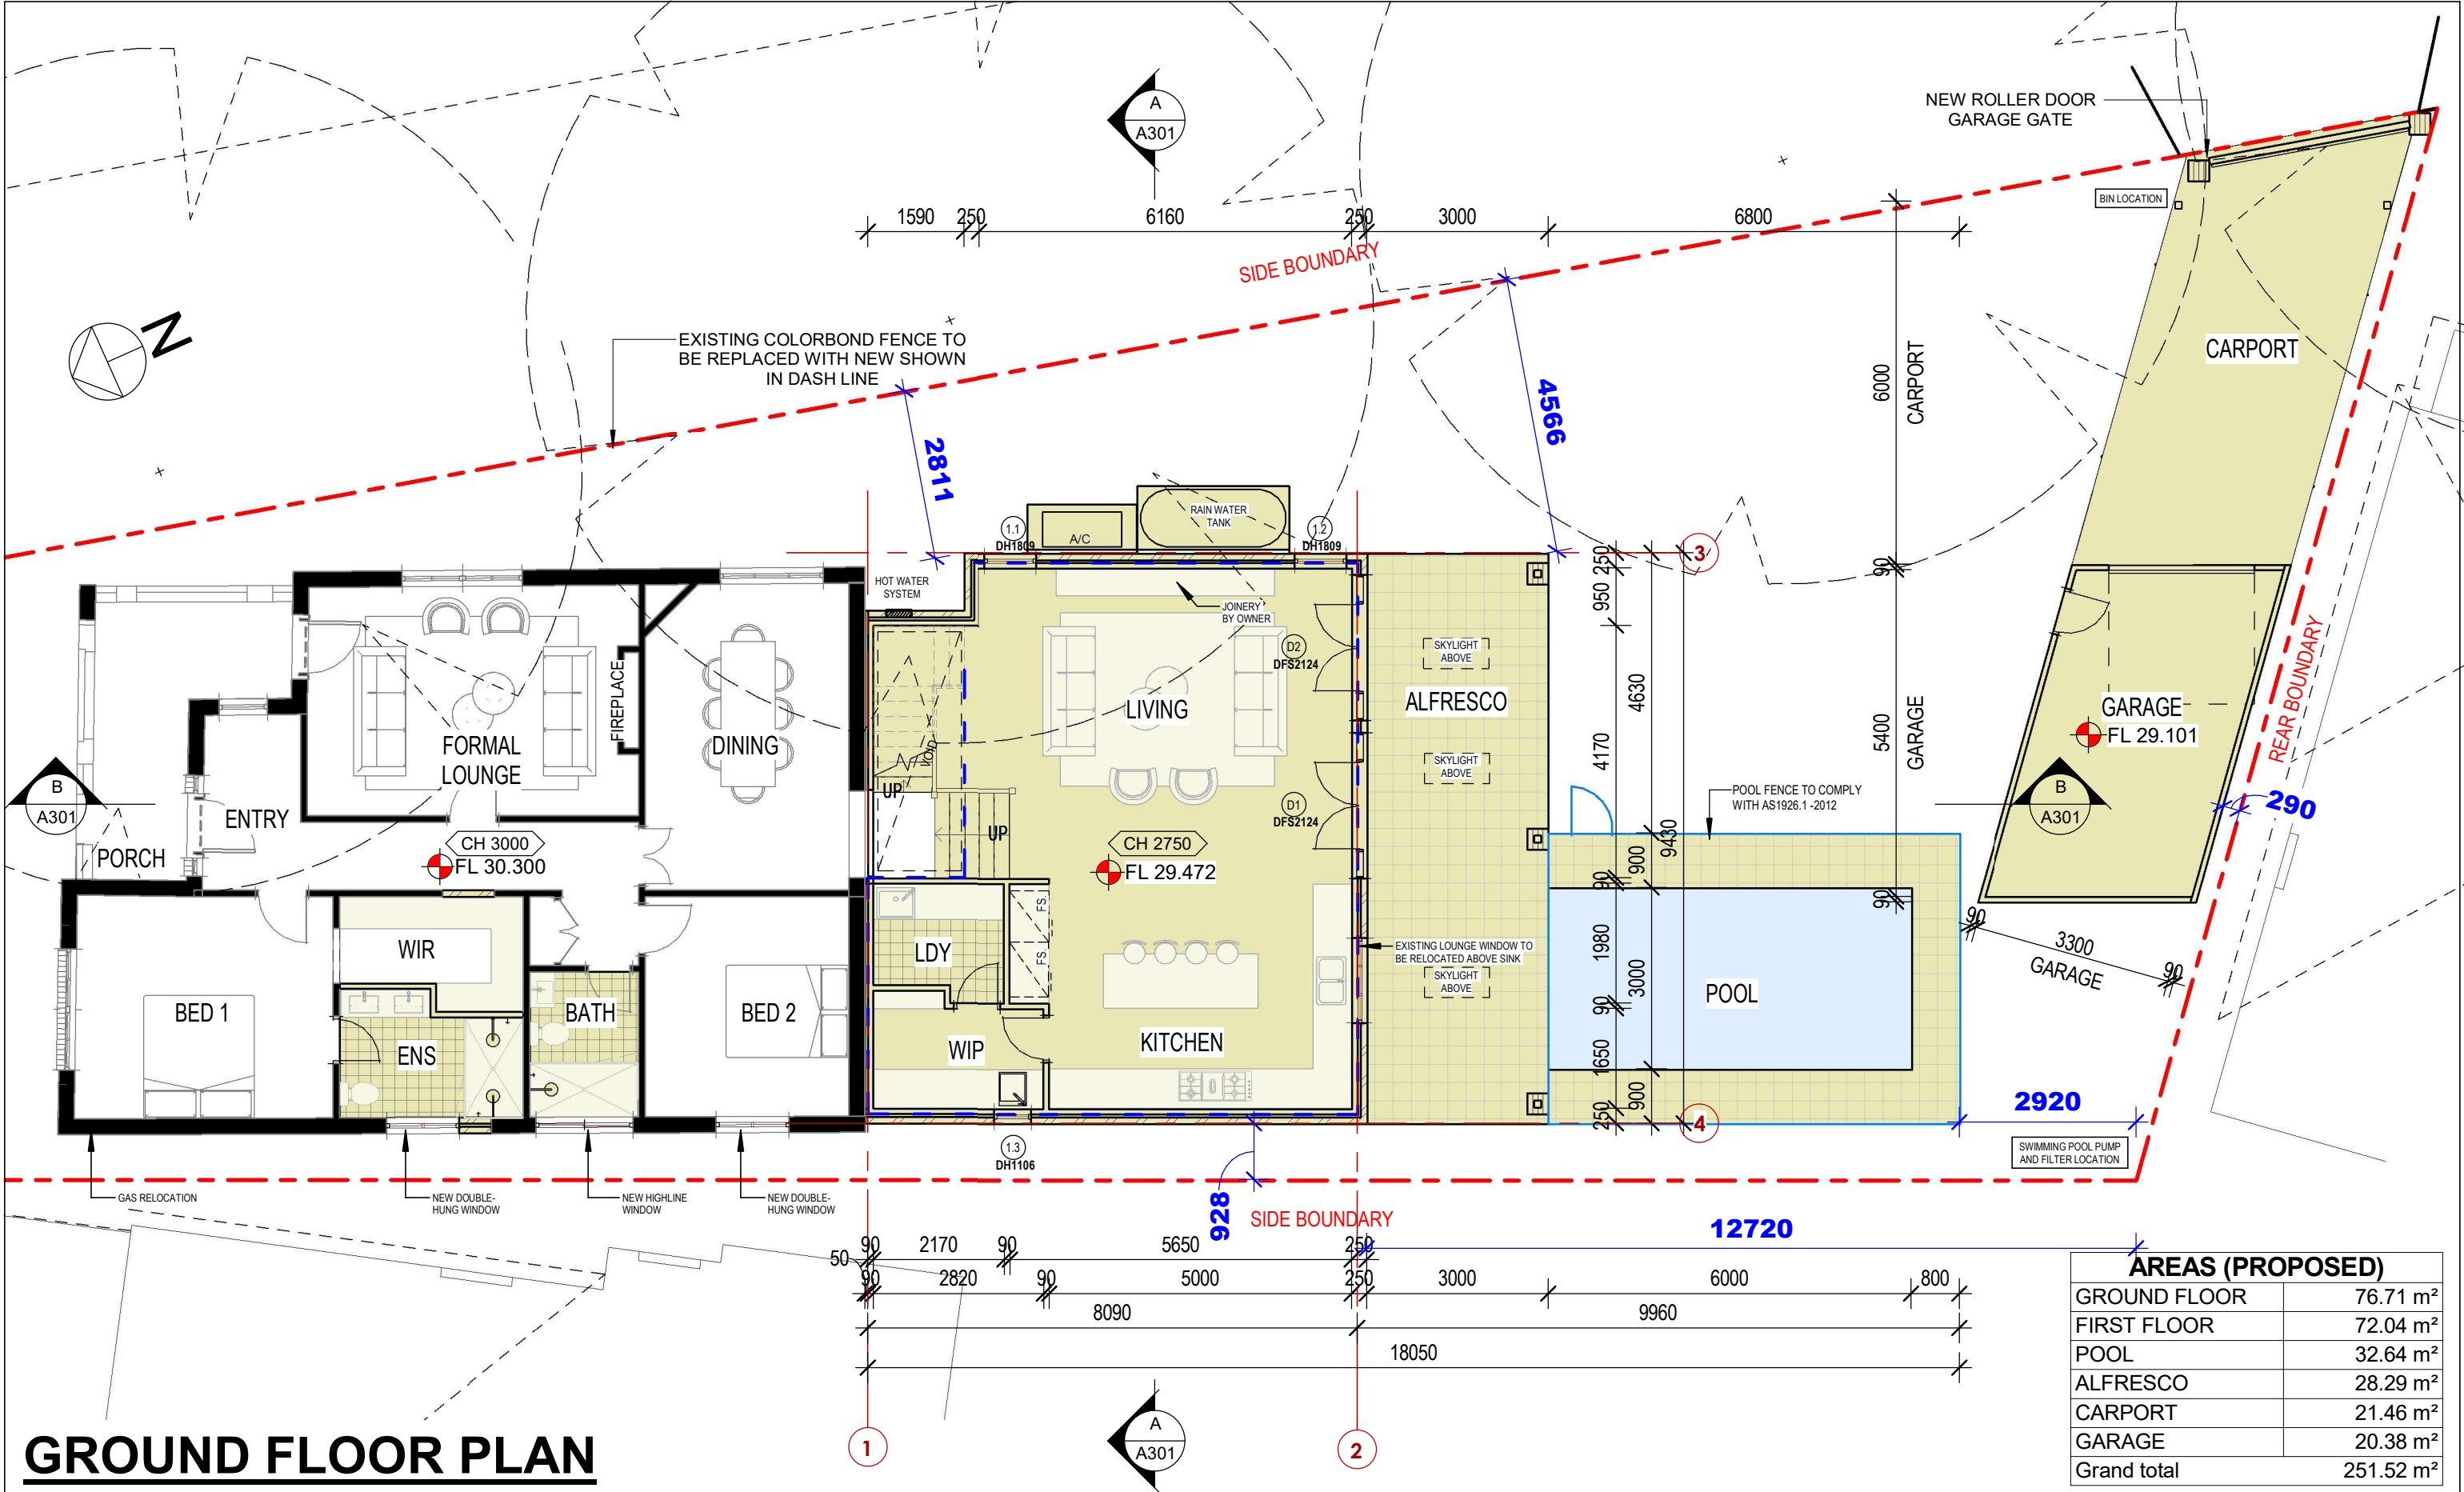 A
A301
NEW ROLLER DOOR
GARAGE GATE
BIN LOCATION
1590
250
6160
250
3000
6800
SIDE BOUNDARY
N
EXISTING COLORBOND FENCE TO
BE REPLACED WITH NEW SHOWN
IN DASH LINE
2811
4566
6000
CARPORT
CARPORT
1.1
DH1809
A/C
RAIN WATER
TANK
1.2
DH1809
3
HOT WATER
SYSTEM
JOINERY
BY OWNER
250
950
90
D2
DFS2124
SKYLIGHT
ABOVE
4630
FIREPLACE
LIVING
ALFRESCO
GARAGE
FL 29.101
REAR BOUNDARY
FORMAL
LOUNGE
DINING
VOID
UP
5400
GARAGE
4170
SKYLIGHT
ABOVE
B
A301
ENTRY
D1
DFS2124
POOL FENCE TO COMPLY
WITH AS1926.1 -2012
B
A301
290
PORCH
CH 3000
FL 30.300
UP
CH 2750
FL 29.472
9430
900
90
90
90
3300
GARAGE
90
WIR
LDY
FS.
FS.
EXISTING LOUNGE WINDOW TO
BE RELOCATED ABOVE SINK
SKYLIGHT
ABOVE
1980
3000
90
POOL
BED 1
BATH
BED 2
ENS
WIP
KITCHEN
1650
900
250
4
2920
1.3
DH1106
SWIMMING POOL PUMP
AND FILTER LOCATION
GAS RELOCATION
NEW DOUBLE-
HUNG WINDOW
NEW HIGHLINE
WINDOW
NEW DOUBLE-
HUNG WINDOW
928
SIDE BOUNDARY
12720
50
90
2170
90
5650
250
90
2820
90
5000
250
3000
6000
800
8090
9960
18050
1
2
A
A301
GROUND FLOOR PLAN
AREAS (PROPOSED)
GROUND FLOOR 76.71 m²
FIRST FLOOR 72.04 m²
POOL 32.64 m²
ALFRESCO 28.29 m²
CARPORT 21.46 m²
GARAGE 20.38 m²
Grand total 251.52 m²